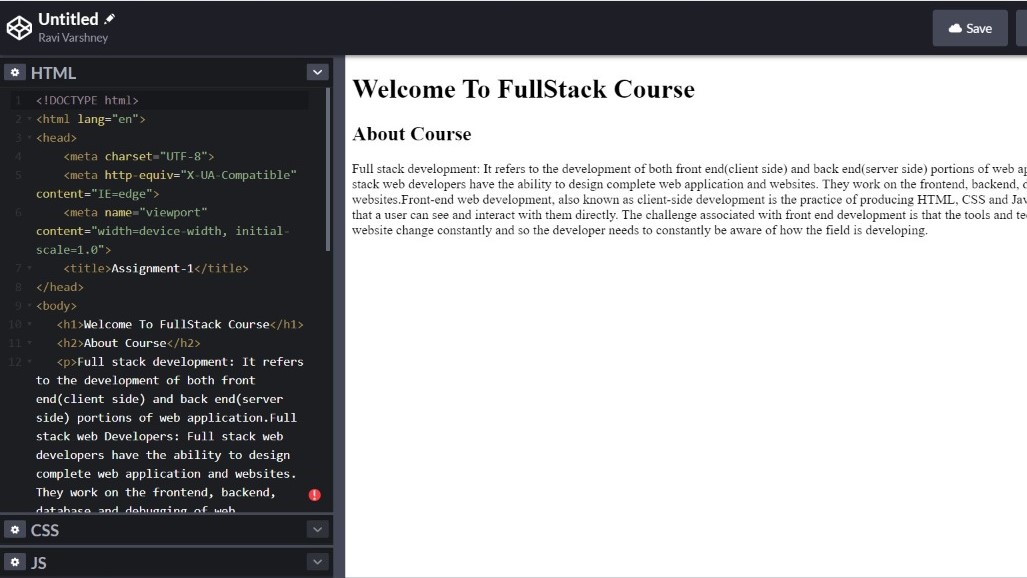 Untitled
Ravi Varshney
Save
HTML
1 <!DOCTYPE html>
2 <html lang="en">
3 <head>
4 <meta charset="UTF-8">
5 <meta http-equiv="X-UA-Compatible"
content="IE=edge">
6 <meta name="viewport"
content="width=device-width, initial-
scale=1.0">
7 <title>Assignment-1</title>
8 </head>
9 <body>
10 <h1>Welcome To FullStack Course</h1>
11 <h2>About Course</h2>
12 <p>Full stack development: It refers
to the development of both front
end(client side) and back end(server
side) portions of web application.Full
stack web Developers: Full stack web
developers have the ability to design
complete web application and websites.
They work on the frontend, backend,
database and debugging of web
CSS
JS
Welcome To FullStack Course
About Course
Full stack development: It refers to the development of both front end(client side) and back end(server side) portions of web
stack web developers have the ability to design complete web application and websites. They work on the frontend, backend,
websites.Front-end web development, also known as client-side development is the practice of producing HTML, CSS and
that a user can see and interact with them directly. The challenge associated with front end development is that the tools and
website change constantly and so the developer needs to constantly be aware of how the field is developing.